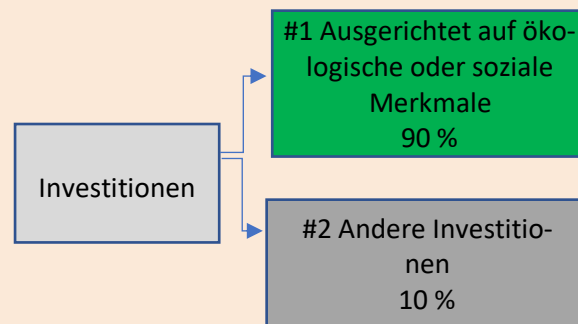 #1 Ausgerichtet auf öko-
logische oder soziale
Merkmale
90 %
Investitionen
#2 Andere Investitio-
nen
10 %